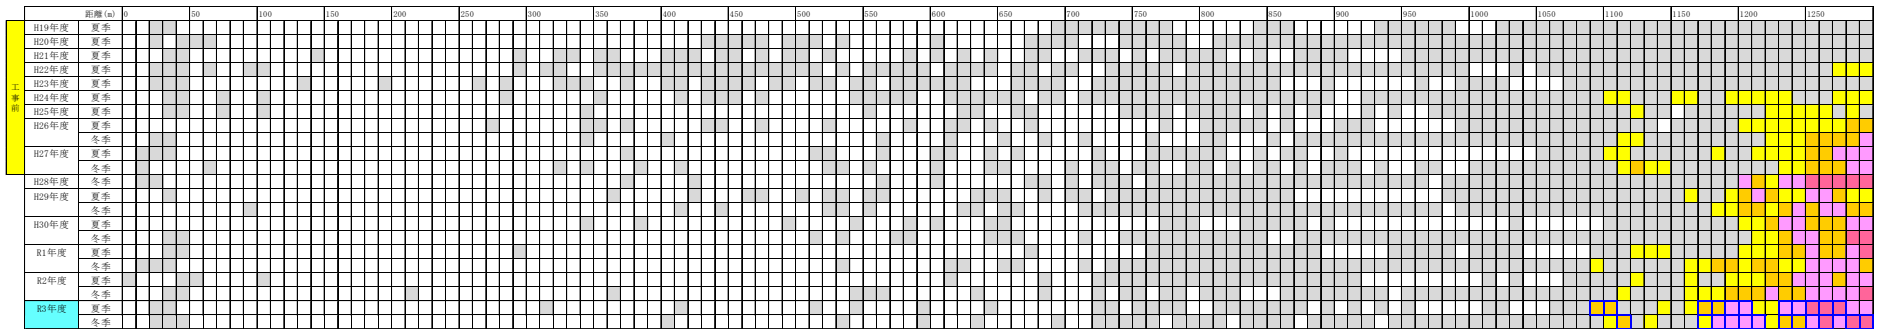 距離(m) 0 50 100 150 200 250 300 350 400 450 500 550 600 650 700 750 800 850 900 950 1000 1050 1100 1150 1200 1250
工事前
H19年度 夏季
H20年度 夏季
H21年度 夏季
H22年度 夏季
H23年度 夏季
H24年度 夏季
H25年度 夏季
H26年度 夏季
冬季
H27年度 夏季
冬季
H28年度 冬季
H29年度 夏季
冬季
H30年度 夏季
冬季
R1年度 夏季
冬季
R2年度 夏季
冬季
R3年度 夏季
冬季